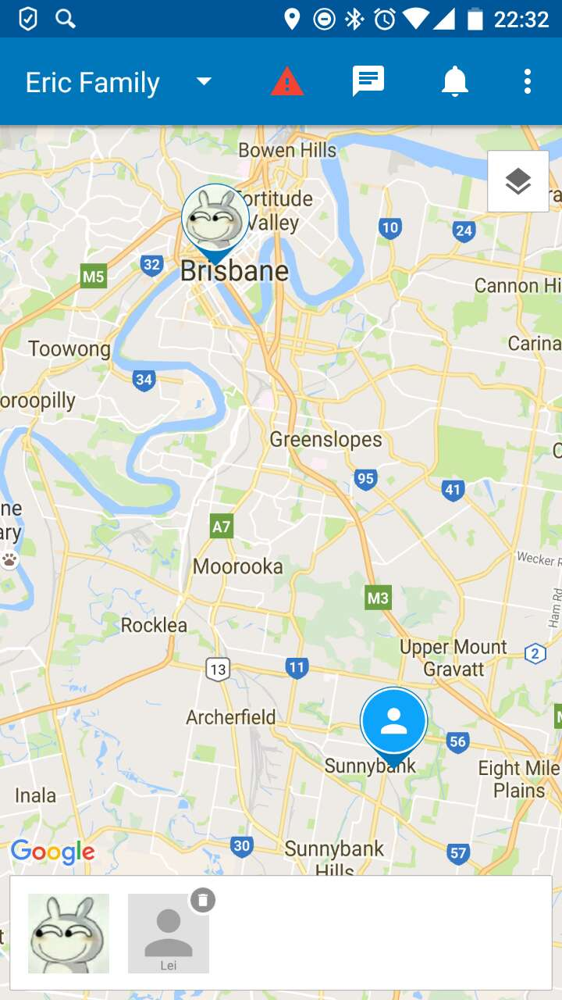 22:32
Eric Family
Bowen Hills
Fortitude
Valley
10
24
32
Brisbane
M5
Cannon Hi
Toowong
Carina
34
oroopilly
Greenslopes
95
41
ne
ary
A7
Wecker R
Moorooka
M3
Ham Rd
Rocklea
Upper Mount
Gravatt
2
13
11
Archerfield
56
Sunnybank
Eight Mile
Plains
Inala
Google
30
Sunnybank
Hills
57
Lei